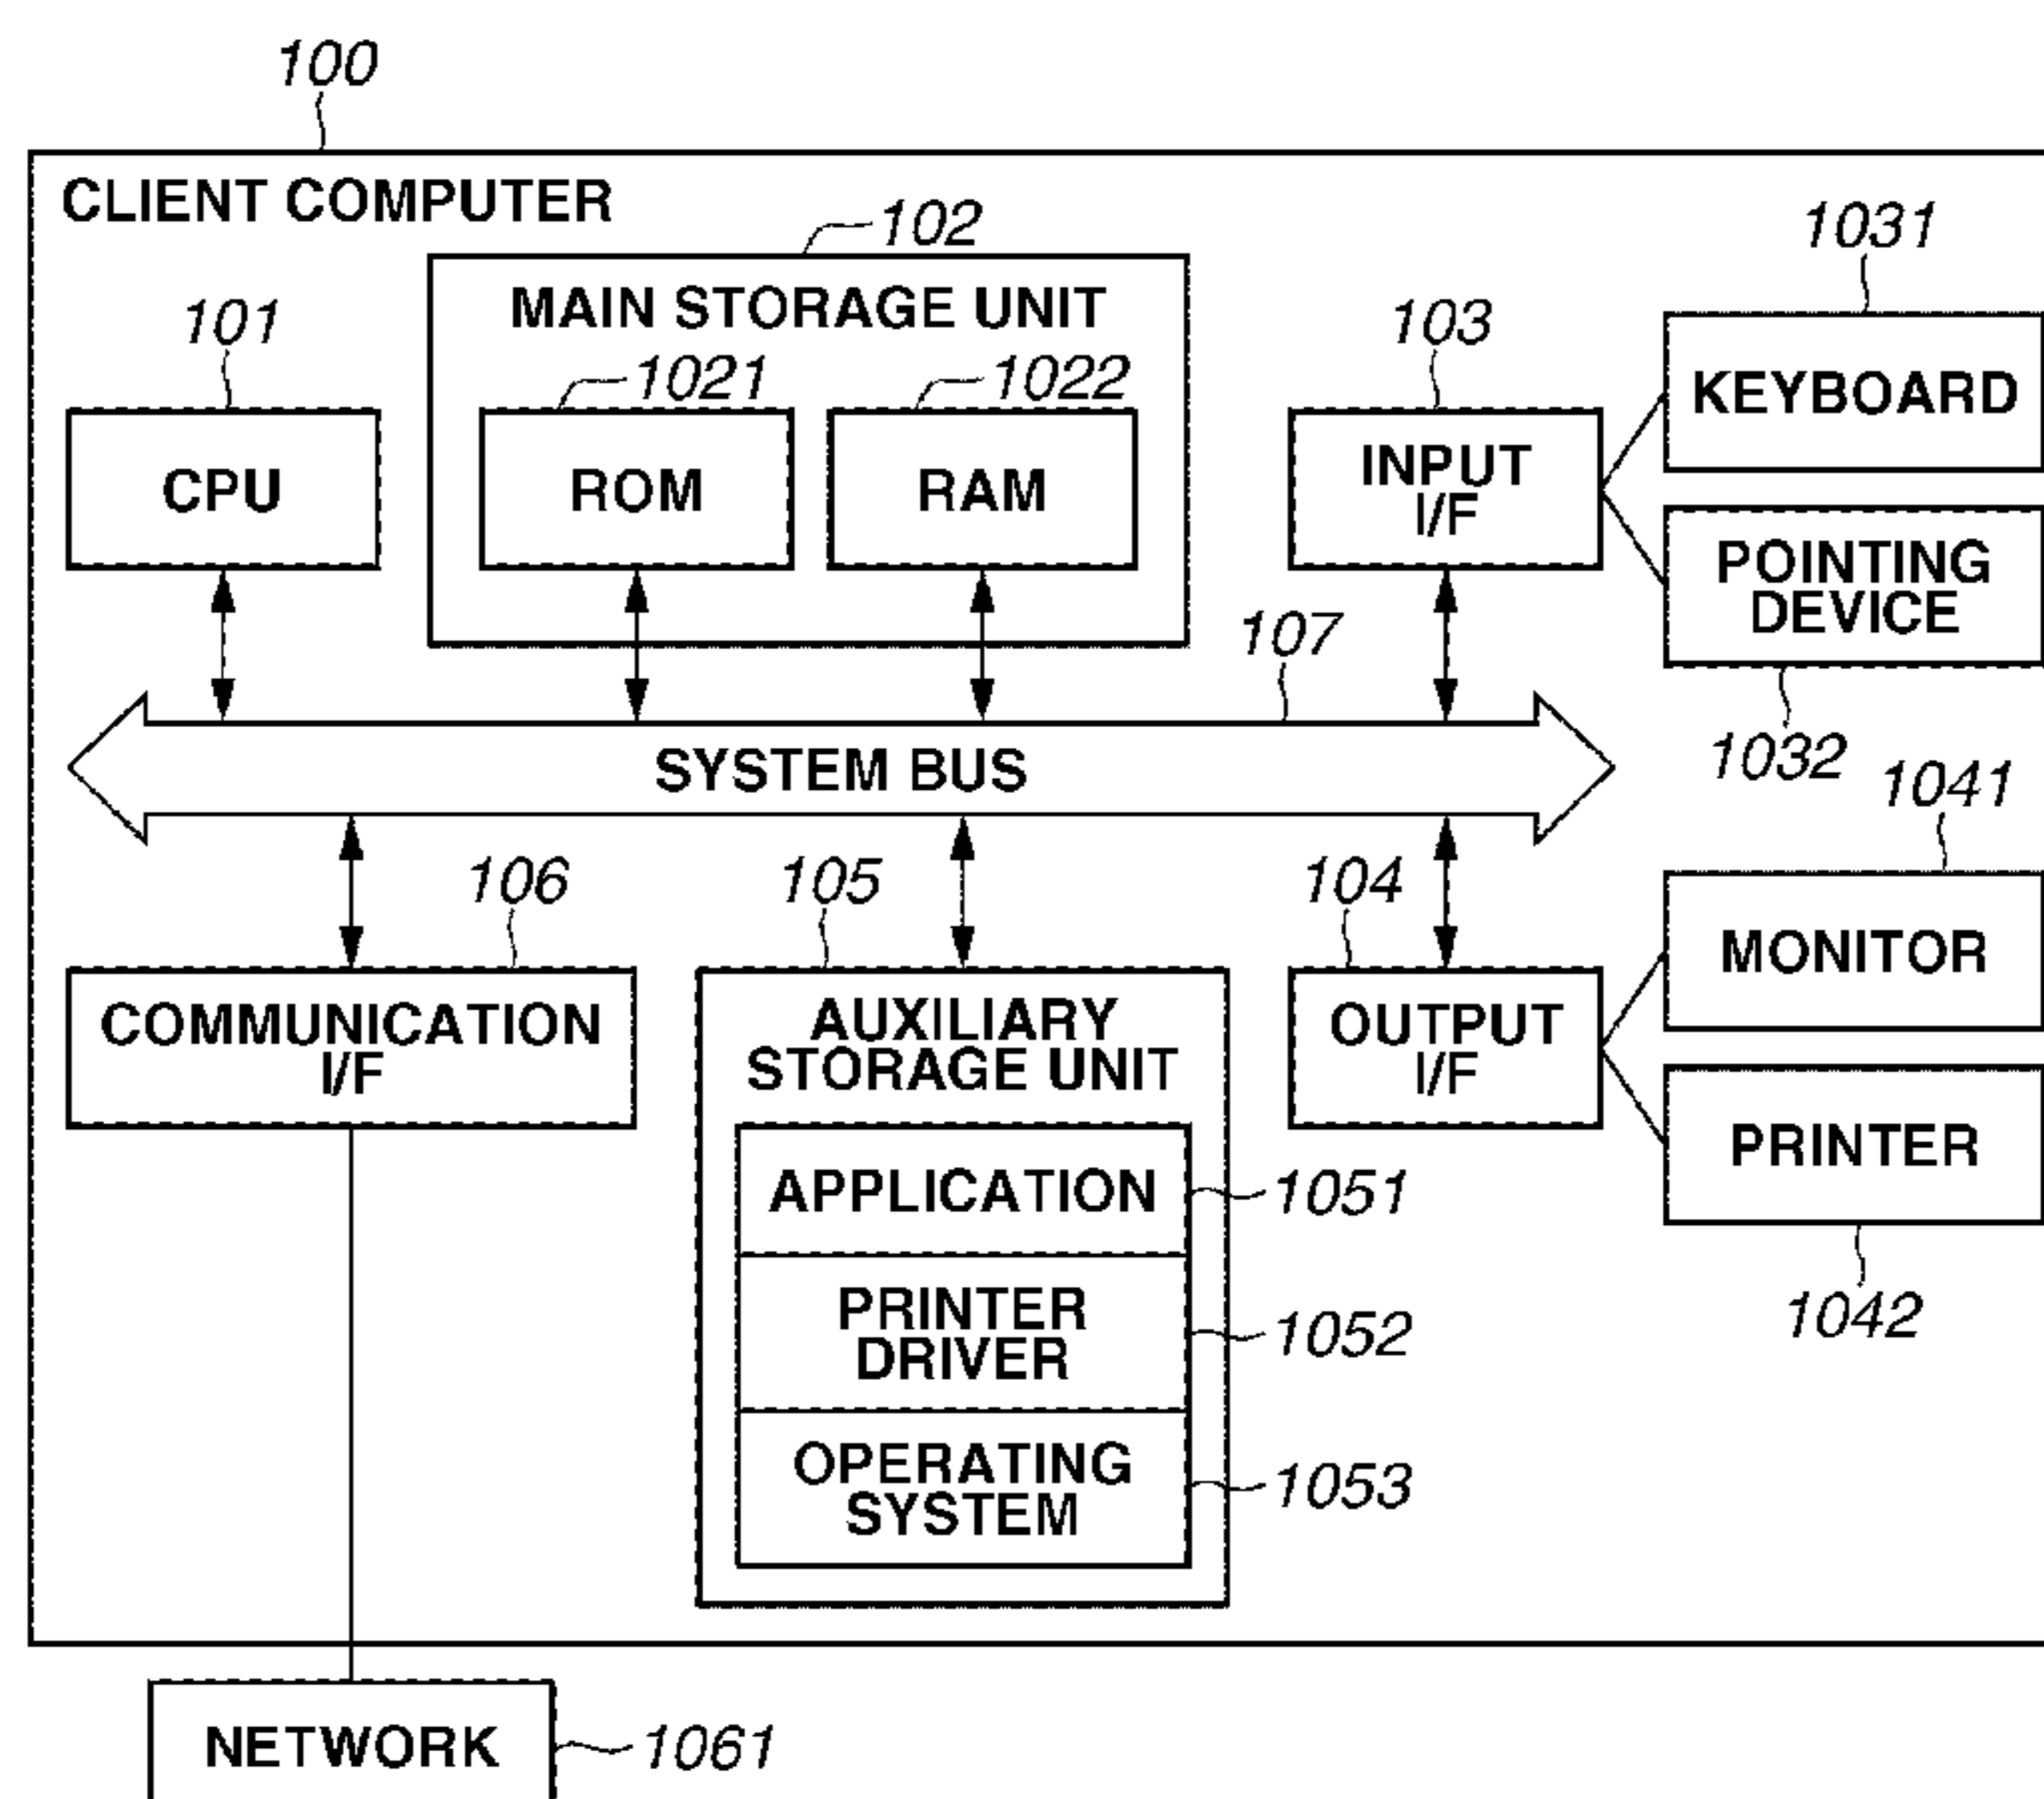 100
CLIENT COMPUTER
102
MAIN STORAGE UNIT
101
1021
1022
103
1031
CPU
ROM
RAM
INPUT
I/F
KEYBOARD
POINTING
DEVICE
107
1032
SYSTEM BUS
1041
106
105
104
COMMUNICATION
I/F
AUXILIARY
STORAGE UNIT
OUTPUT
I/F
MONITOR
PRINTER
APPLICATION
1051
1042
PRINTER
DRIVER
1052
OPERATING
SYSTEM
1053
NETWORK
1061